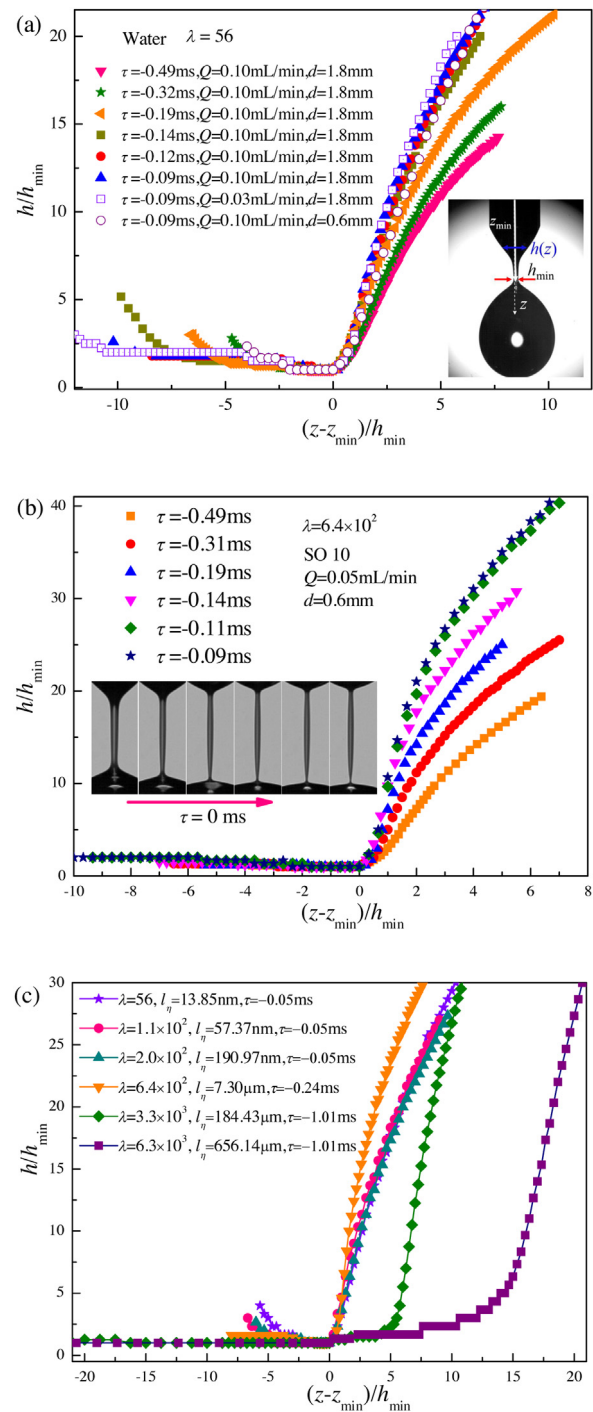 (a)
Water λ = 56
τ =-0.49ms,Q=0.10mL/min,d=1.8mm
τ =-0.32ms,Q=0.10mL/min,d=1.8mm
τ =-0.19ms,Q=0.10mL/min,d=1.8mm
τ =-0.14ms,Q=0.10mL/min,d=1.8mm
τ =-0.12ms,Q=0.10mL/min,d=1.8mm
τ =-0.09ms,Q=0.10mL/min,d=1.8mm
τ =-0.09ms,Q=0.03mL/min,d=1.8mm
τ =-0.09ms,Q=0.10mL/min,d=0.6mm
20
15
10
5
0
h/h_min
z_min
h(z)
h_min
z
-10 -5 0 5 10
(z-z_min)/h_min
(b)
τ =-0.49ms
τ =-0.31ms
τ =-0.19ms
τ =-0.14ms
τ =-0.11ms
τ =-0.09ms
λ=6.4×10²
SO 10
Q=0.05mL/min
d=0.6mm
40
30
20
10
0
h/h_min
τ = 0 ms
-10 -8 -6 -4 -2 0 2 4 6 8
(z-z_min)/h_min
(c)
λ=56, l_η=13.85nm,τ=−0.05ms
λ=1.1×10², l_η=57.37nm,τ=−0.05ms
λ=2.0×10², l_η=190.97nm,τ=−0.05ms
λ=6.4×10², l_η=7.30μm,τ=−0.24ms
λ=3.3×10³, l_η=184.43μm,τ=−1.01ms
λ=6.3×10³, l_η=656.14μm,τ=−1.01ms
30
25
20
15
10
5
0
h/h_min
-20 -15 -10 -5 0 5 10 15 20
(z-z_min)/h_min